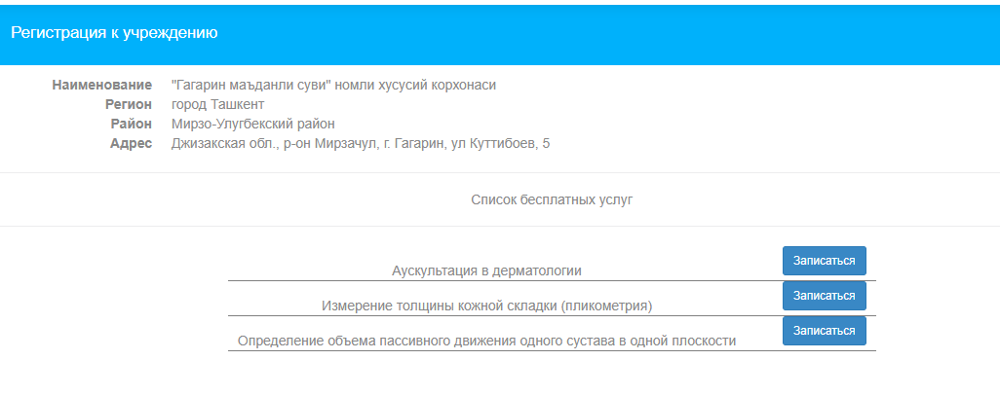 Регистрация к учреждению
Наименование "Гагарин маъданли суви" номли хусусий корхонаси
Регион город Ташкент
Район Мирзо-Улугбекский район
Адрес Джизакская обл., р-он Мирзачул, г. Гагарин, ул Куттибоев, 5
Список бесплатных услуг
Аускультация в дерматологии Записаться
Измерение толщины кожной складки (пликометрия) Записаться
Определение объема пассивного движения одного сустава в одной плоскости Записаться